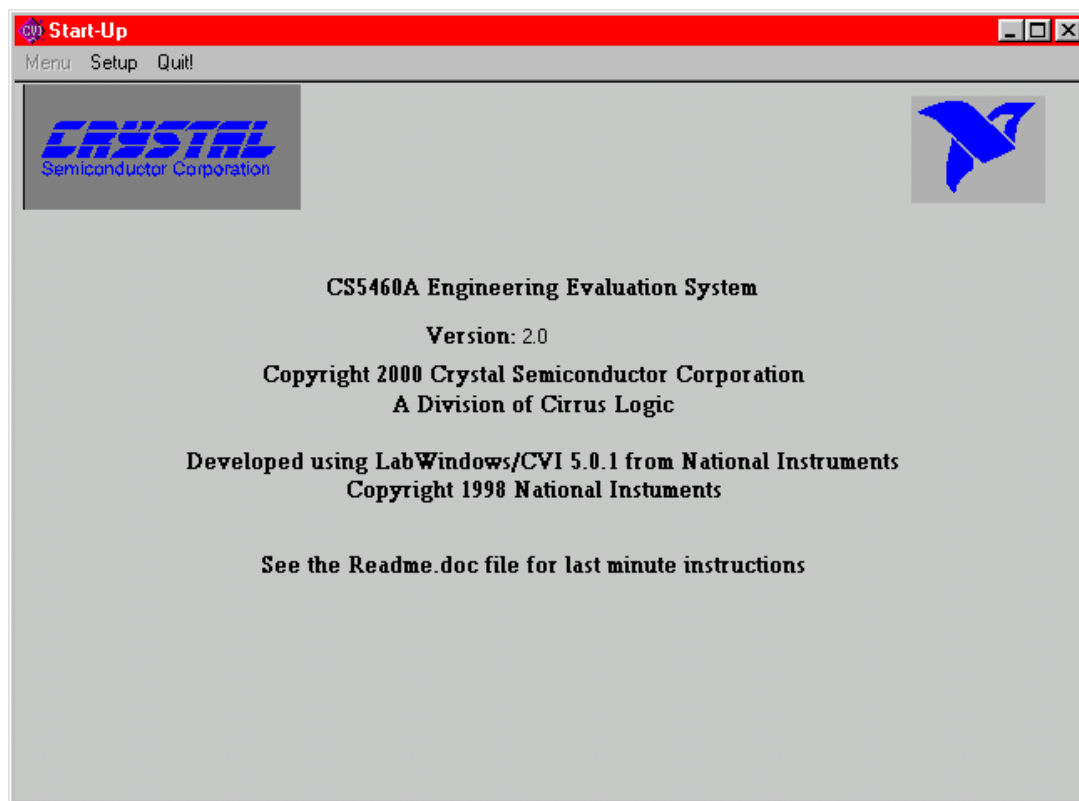 CVI Start-Up
Menu Setup Quit!
CRYSTAL
Semiconductor Corporation
CS5460A Engineering Evaluation System
Version: 2.0
Copyright 2000 Crystal Semiconductor Corporation
A Division of Cirrus Logic
Developed using LabWindows/CVI 5.0.1 from National Instruments
Copyright 1998 National Instuments
See the Readme.doc file for last minute instructions